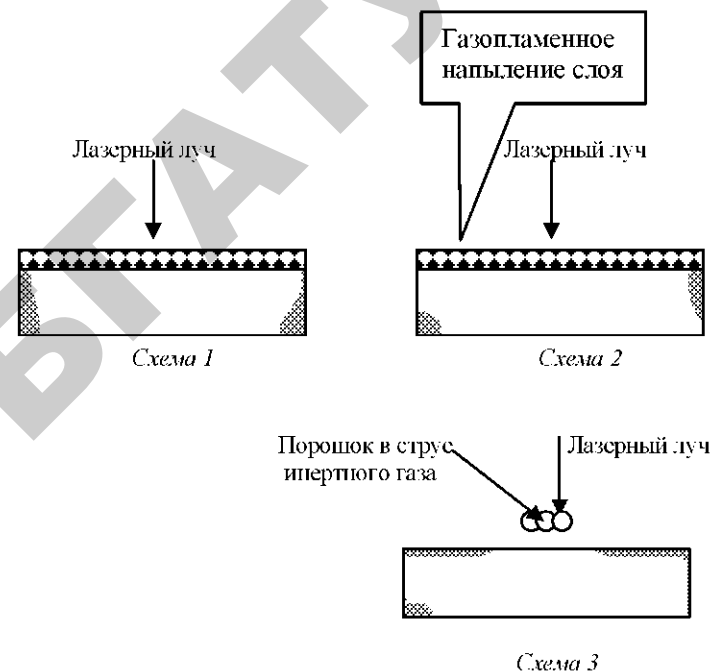 БГАТУ
Газопламенное
напыление слоя
Лазерный луч
Лазерный луч
Схема 1
Схема 2
Порошок в струе
инертного газа
Лазерный луч
Схема 3